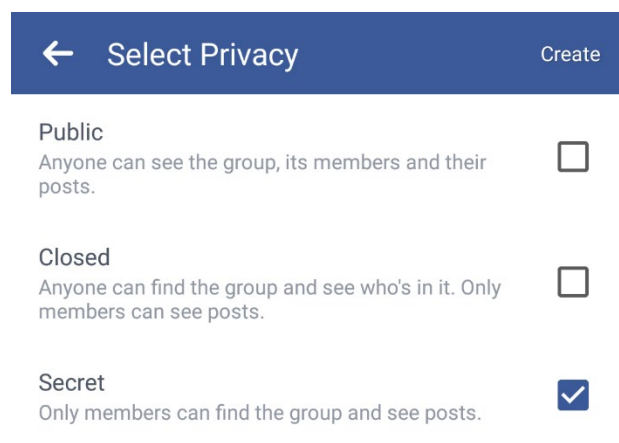 Select Privacy
Create
Public
Anyone can see the group, its members and their
posts.
Closed
Anyone can find the group and see who's in it. Only
members can see posts.
Secret
Only members can find the group and see posts.